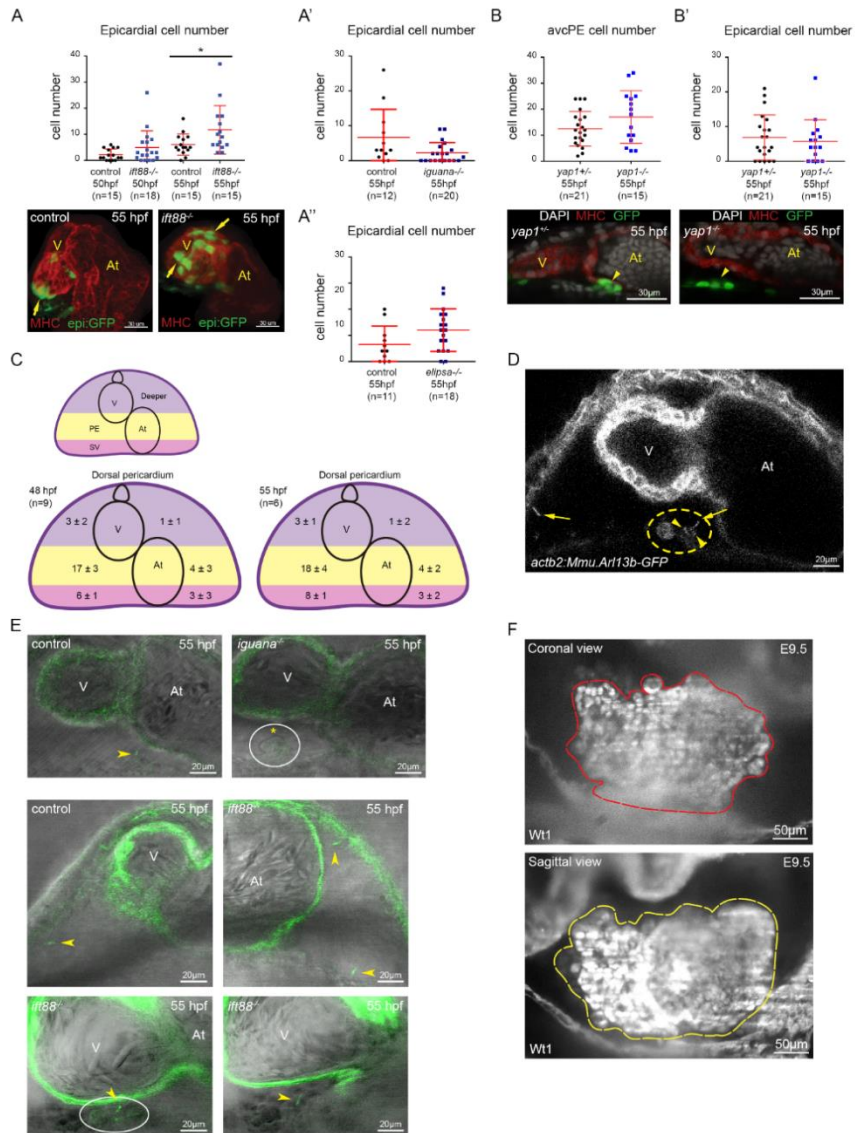 A
Epicardial cell number
*
cell number
40
30
20
10
0
control
50hpf
(n=15)
ift88-/-
50hpf
(n=18)
control
55hpf
(n=15)
ift88-/-
55hpf
(n=15)
control
55 hpf
V
At
MHC epi:GFP
30 µm
ift88-/-
55 hpf
V
At
MHC epi:GFP
30 µm
A'
Epicardial cell number
cell number
30
20
10
0
control
55hpf
(n=12)
iguana-/-
55hpf
(n=20)
A''
Epicardial cell number
cell number
30
20
10
0
control
55hpf
(n=11)
elipsa-/-
55hpf
(n=18)
B
avcPE cell number
cell number
40
30
20
10
0
yap1+/-
55hpf
(n=21)
yap1-/-
55hpf
(n=15)
DAPI MHC GFP
yap1+/-
55 hpf
V
At
30µm
B'
Epicardial cell number
cell number
30
20
10
0
yap1+/-
55hpf
(n=21)
yap1-/-
55hpf
(n=15)
DAPI MHC GFP
yap1-/-
55 hpf
V
At
30µm
C
Deeper
V
PE
At
SV
Dorsal pericardium
48 hpf
(n=9)
3 ± 2
1 ± 1
V
17 ± 3
At
4 ± 3
6 ± 1
3 ± 3
Dorsal pericardium
55 hpf
(n=6)
3 ± 1
1 ± 2
V
18 ± 4
At
4 ± 2
8 ± 1
3 ± 2
D
V
At
actb2:Mmu.Arl13b-GFP
20µm
E
control
55 hpf
V
At
20µm
iguana-/-
55 hpf
V
At
*
20µm
control
55 hpf
V
20µm
ift88-/-
55 hpf
At
20µm
ift88-/-
55 hpf
V
At
20µm
ift88-/-
55 hpf
V
20µm
F
Coronal view
E9.5
Wt1
50µm
Sagittal view
E9.5
Wt1
50µm